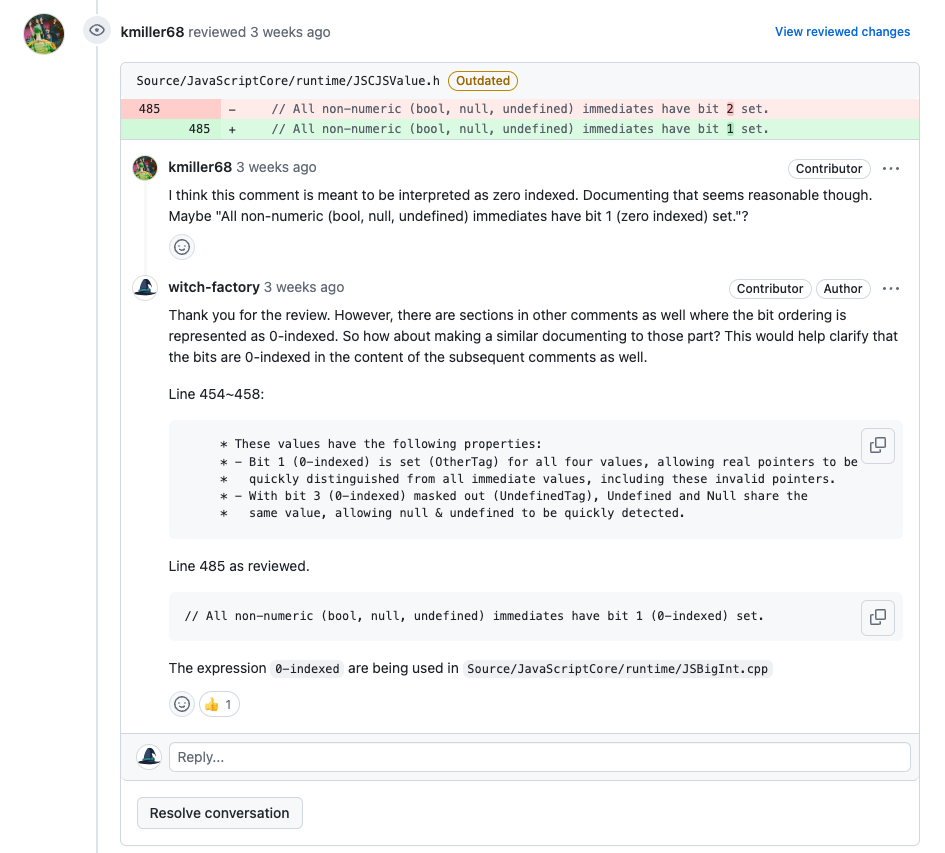 kmiller68 reviewed 3 weeks ago
View reviewed changes
Source/JavaScriptCore/runtime/JSCJSValue.h Outdated
485 - // All non-numeric (bool, null, undefined) immediates have bit 2 set.
485 + // All non-numeric (bool, null, undefined) immediates have bit 1 set.
kmiller68 3 weeks ago
Contributor ...
I think this comment is meant to be interpreted as zero indexed. Documenting that seems reasonable though.
Maybe "All non-numeric (bool, null, undefined) immediates have bit 1 (zero indexed) set."?
witch-factory 3 weeks ago
Contributor Author ...
Thank you for the review. However, there are sections in other comments as well where the bit ordering is
represented as 0-indexed. So how about making a similar documenting to those part? This would help clarify that
the bits are 0-indexed in the content of the subsequent comments as well.
Line 454~458:
* These values have the following properties:
* - Bit 1 (0-indexed) is set (OtherTag) for all four values, allowing real pointers to be
*   quickly distinguished from all immediate values, including these invalid pointers.
* - With bit 3 (0-indexed) masked out (UndefinedTag), Undefined and Null share the
*   same value, allowing null & undefined to be quickly detected.
Line 485 as reviewed.
// All non-numeric (bool, null, undefined) immediates have bit 1 (0-indexed) set.
The expression 0-indexed are being used in Source/JavaScriptCore/runtime/JSBigInt.cpp
👍 1
Reply...
Resolve conversation